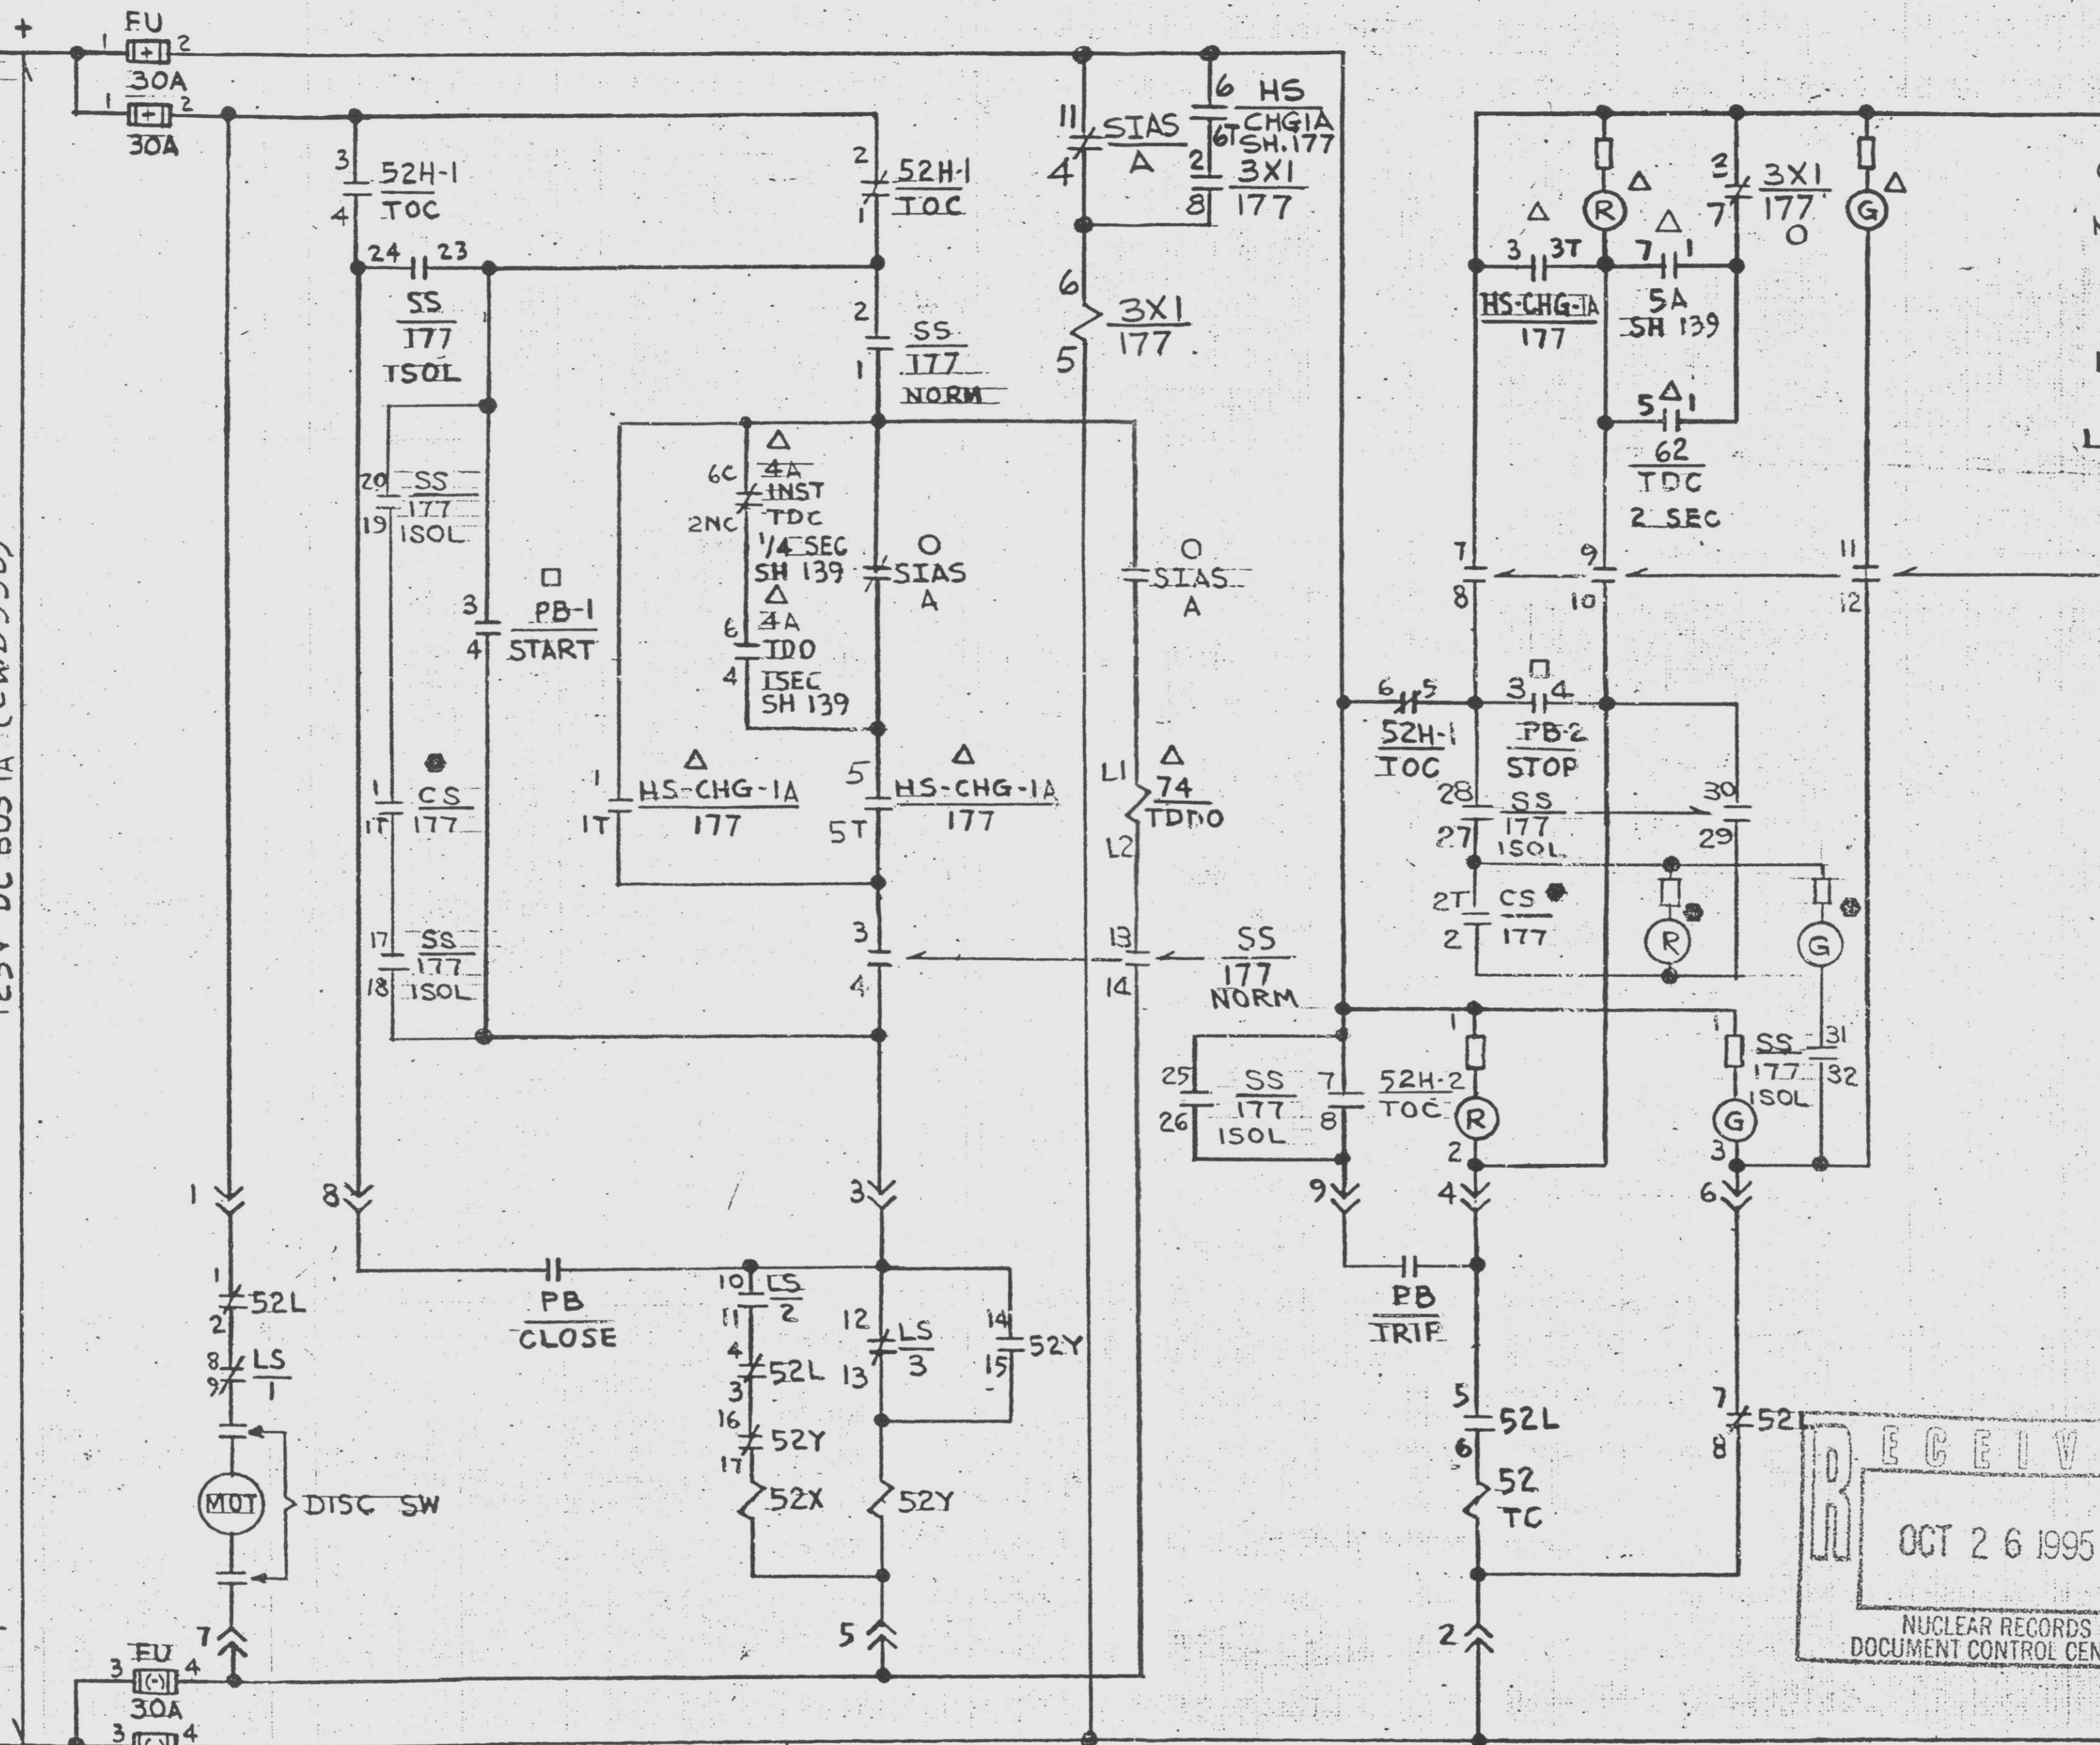 +
FU
1 2
30A
1 2
30A
3 52H-1
4 TOC
2 52H-1
1 TOC
11 SIAS
4 A
6 HS
CHG1A
6T SH.177
2 3X1
8 177
24 23
SS
177
ISOL
2 SS
1 177
NORM
6 3X1
5 177
R
2 3X1
7 177
O
G
3 3T
HS-CHG-1A
177
7 1
5A
SH 139
5 1
62
TDC
2 SEC
20 SS
19 177
ISOL
6C 4A
INST
2NC TDC
1/4 SEC
SH 139
4A
6 TDO
4 1SEC
SH 139
SIAS
A
SIAS
A
3 PB-1
4 START
7
8
9
10
11
12
6 5
52H-1
TOC
3 4
PB-2
STOP
1 CS
1T 177
1 HS-CHG-1A
1T 177
5 HS-CHG-1A
5T 177
L1 74
TDDO
L2
28 SS
27 177
ISOL
30
29
2T CS
2 177
R
G
17 SS
18 177
ISOL
3
4
13
14
SS
177
NORM
25 SS
26 177
ISOL
7 52H-2
8 TOC
1
R
2
1
G
3
SS 31
177 32
ISOL
1
8
3
9
4
6
1 52L
2
8 LS
9 1
PB
CLOSE
10 LS
11 2
4 52L
3
16 52Y
17
52X
12 LS
13 3
14 52Y
15
52Y
PB
TRIP
5 52L
6
52
TC
7 52L
8
MOT
DISC SW
7
5
2
FU
3 4
30A
3 4
125V DC BUS 1A
RECEIV
OCT 26 1995
NUCLEAR RECORDS
DOCUMENT CONTROL CEN